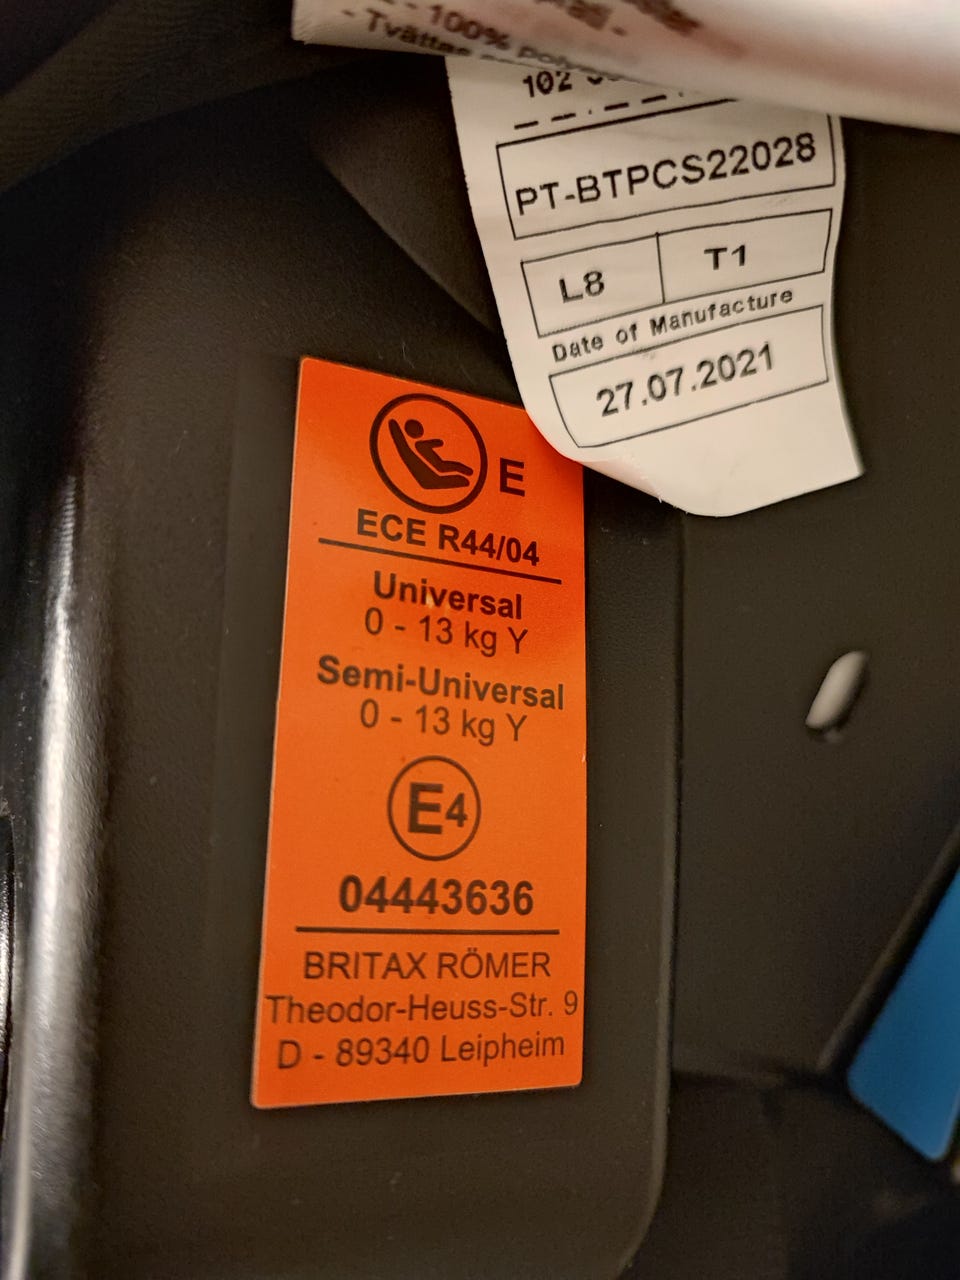 - 100% 
- Tvättas
102
PT-BTPCS22028
L8 T1
Date of Manufacture
27.07.2021
E
ECE R44/04
Universal
0 - 13 kg Y
Semi-Universal
0 - 13 kg Y
E4
04443636
BRITAX RÖMER
Theodor-Heuss-Str. 9
D - 89340 Leipheim